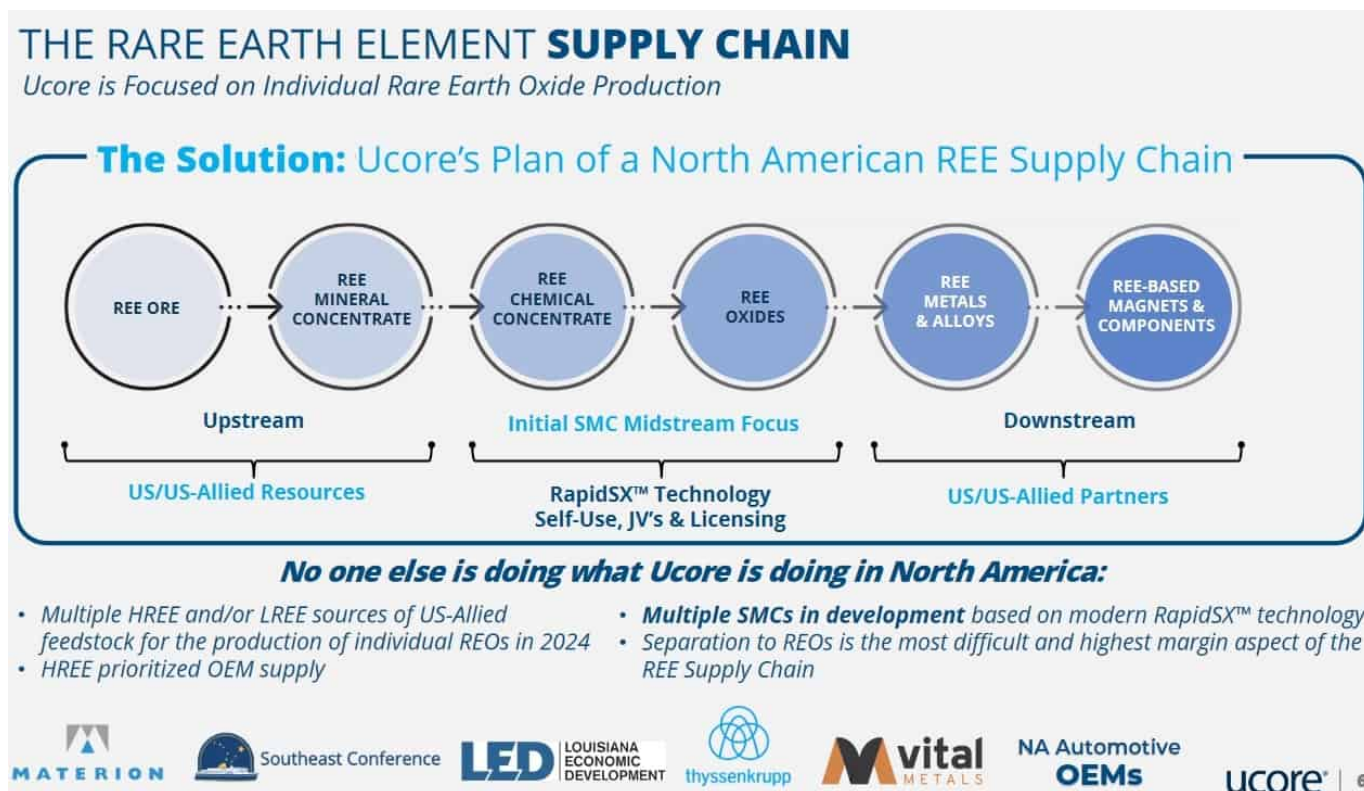 THE RARE EARTH ELEMENT SUPPLY CHAIN
Ucore is Focused on Individual Rare Earth Oxide Production
The Solution: Ucore's Plan of a North American REE Supply Chain
REE ORE
REE
MINERAL
CONCENTRATE
REE
CHEMICAL
CONCENTRATE
REE
OXIDES
REE
METALS
& ALLOYS
REE-BASED
MAGNETS &
COMPONENTS
Upstream
Initial SMC Midstream Focus
Downstream
US/US-Allied Resources
RapidSX™ Technology
Self-Use, JV's & Licensing
US/US-Allied Partners
No one else is doing what Ucore is doing in North America:
• Multiple HREE and/or LREE sources of US-Allied
feedstock for the production of individual REOs in 2024
• HREE prioritized OEM supply
• Multiple SMCs in development based on modern RapidSX™ technology
• Separation to REOs is the most difficult and highest margin aspect of the
REE Supply Chain
MATERION
Southeast Conference
LED
LOUISIANA
ECONOMIC
DEVELOPMENT
thyssenkrupp
vital
METALS
NA Automotive
OEMs
ucore
6